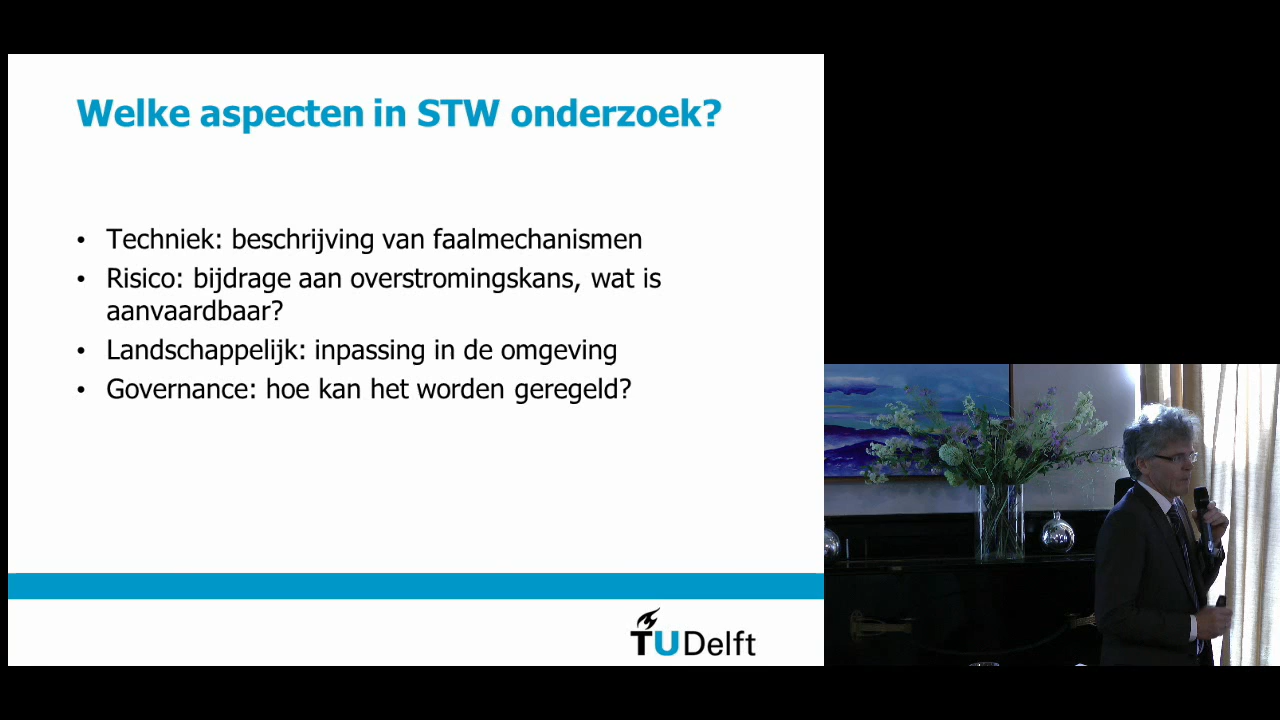 Welke aspecten in STW onderzoek?
• Techniek: beschrijving van faalmechanismen
• Risico: bijdrage aan overstromingskans, wat is
aanvaardbaar?
• Landschappelijk: inpassing in de omgeving
• Governance: hoe kan het worden geregeld?
TUDelft